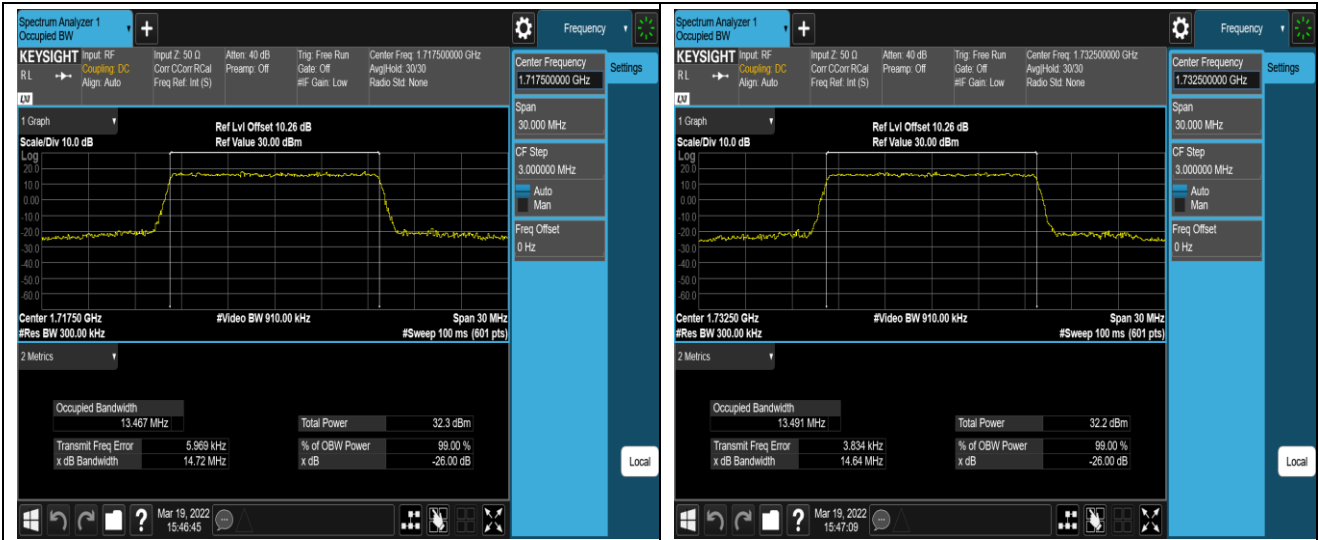 Spectrum Analyzer 1
Occupied BW
+
Frequency
KEYSIGHT
Input: RF
Coupling: DC
Align: Auto
Input Z: 50 Ω
Corr CCorr RCal
Freq Ref: Int (S)
Atten: 40 dB
Preamp: Off
Trig: Free Run
Gate: Off
#IF Gain: Low
Center Freq: 1.717500000 GHz
Avg|Hold: 30/30
Radio Std: None
RL
LXI
Center Frequency
1.717500000 GHz
Settings
Span
30.000 MHz
CF Step
3.000000 MHz
Auto
Man
Freq Offset
0 Hz
Local
1 Graph
Scale/Div 10.0 dB
Ref Lvl Offset 10.26 dB
Ref Value 30.00 dBm
Log
20.0
10.0
0.00
-10.0
-20.0
-30.0
-40.0
-50.0
-60.0
Center 1.71750 GHz
#Video BW 910.00 kHz
Span 30 MHz
#Res BW 300.00 kHz
#Sweep 100 ms (601 pts)
2 Metrics
Occupied Bandwidth
13.467 MHz
Total Power 32.3 dBm
Transmit Freq Error 5.969 kHz
% of OBW Power 99.00 %
x dB Bandwidth 14.72 MHz
x dB -26.00 dB
?
Mar 19, 2022
15:46:45
Spectrum Analyzer 1
Occupied BW
+
Frequency
KEYSIGHT
Input: RF
Coupling: DC
Align: Auto
Input Z: 50 Ω
Corr CCorr RCal
Freq Ref: Int (S)
Atten: 40 dB
Preamp: Off
Trig: Free Run
Gate: Off
#IF Gain: Low
Center Freq: 1.732500000 GHz
Avg|Hold: 30/30
Radio Std: None
RL
LXI
Center Frequency
1.732500000 GHz
Settings
Span
30.000 MHz
CF Step
3.000000 MHz
Auto
Man
Freq Offset
0 Hz
Local
1 Graph
Scale/Div 10.0 dB
Ref Lvl Offset 10.26 dB
Ref Value 30.00 dBm
Log
20.0
10.0
0.00
-10.0
-20.0
-30.0
-40.0
-50.0
-60.0
Center 1.73250 GHz
#Video BW 910.00 kHz
Span 30 MHz
#Res BW 300.00 kHz
#Sweep 100 ms (601 pts)
2 Metrics
Occupied Bandwidth
13.491 MHz
Total Power 32.2 dBm
Transmit Freq Error 3.834 kHz
% of OBW Power 99.00 %
x dB Bandwidth 14.64 MHz
x dB -26.00 dB
?
Mar 19, 2022
15:47:09